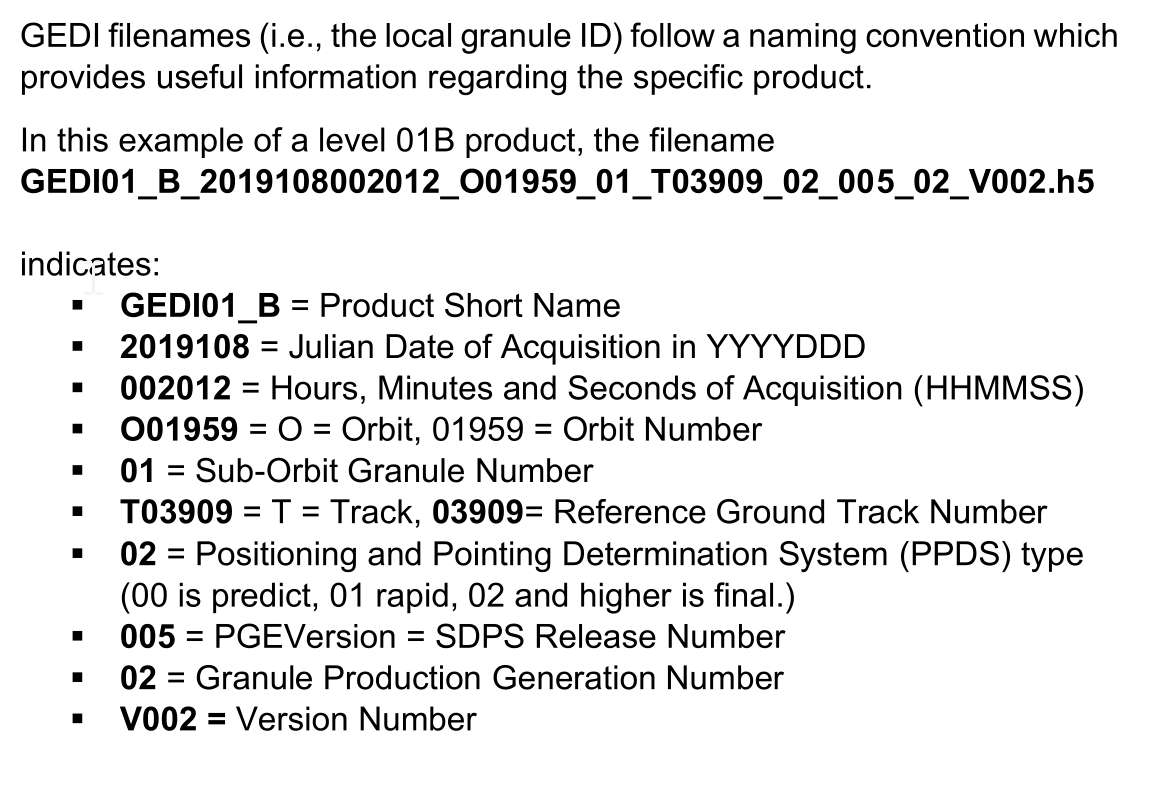 GEDI filenames (i.e., the local granule ID) follow a naming convention which
provides useful information regarding the specific product.
In this example of a level 01B product, the filename
GEDI01_B_2019108002012_O01959_01_T03909_02_005_02_V002.h5
indicates:
▪ GEDI01_B = Product Short Name
▪ 2019108 = Julian Date of Acquisition in YYYYDDD
▪ 002012 = Hours, Minutes and Seconds of Acquisition (HHMMSS)
▪ O01959 = O = Orbit, 01959 = Orbit Number
▪ 01 = Sub-Orbit Granule Number
▪ T03909 = T = Track, 03909= Reference Ground Track Number
▪ 02 = Positioning and Pointing Determination System (PPDS) type
(00 is predict, 01 rapid, 02 and higher is final.)
▪ 005 = PGEVersion = SDPS Release Number
▪ 02 = Granule Production Generation Number
▪ V002 = Version Number